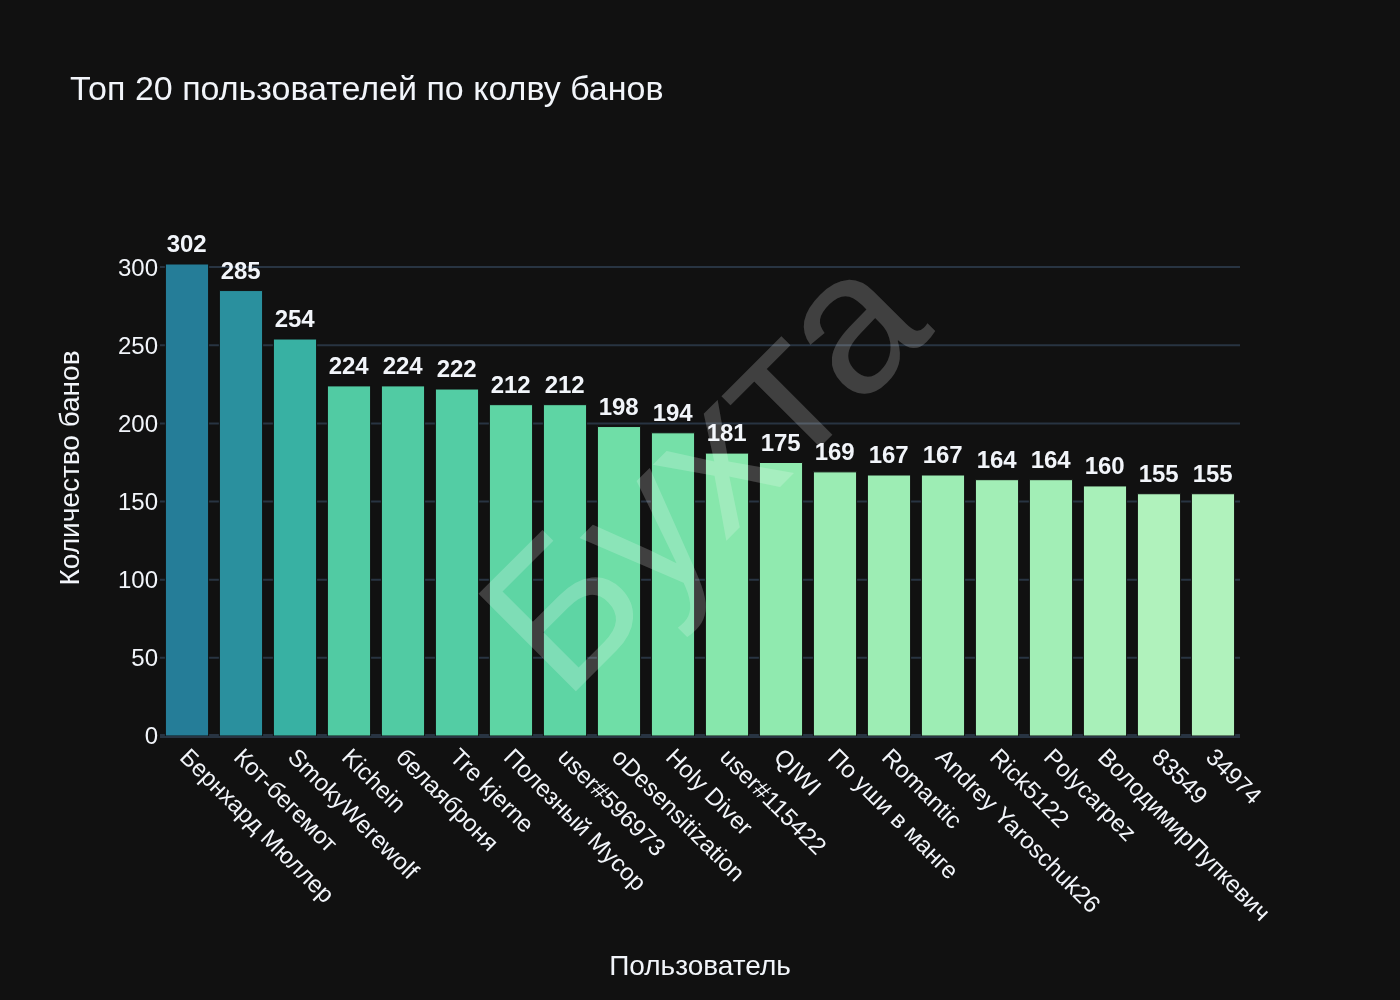 Топ 20 пользователей по колву банов
Количество банов
300
250
200
150
100
50
0
302
285
254
224
224
222
212
212
198
194
181
175
169
167
167
164
164
160
155
155
Бухта
Бернхард Мюллер
Кот-бегемот
SmokyWerewolf
Kichein
белаяброня
Tre kjerne
Полезный Мусор
user#596973
oDesensitization
Holy Diver
user#115422
QIWI
По уши в манге
Romantic
Andrey Yaroschuk26
Rick5122
Polycarpez
ВолодимирПупкевич
83549
34974
Пользователь